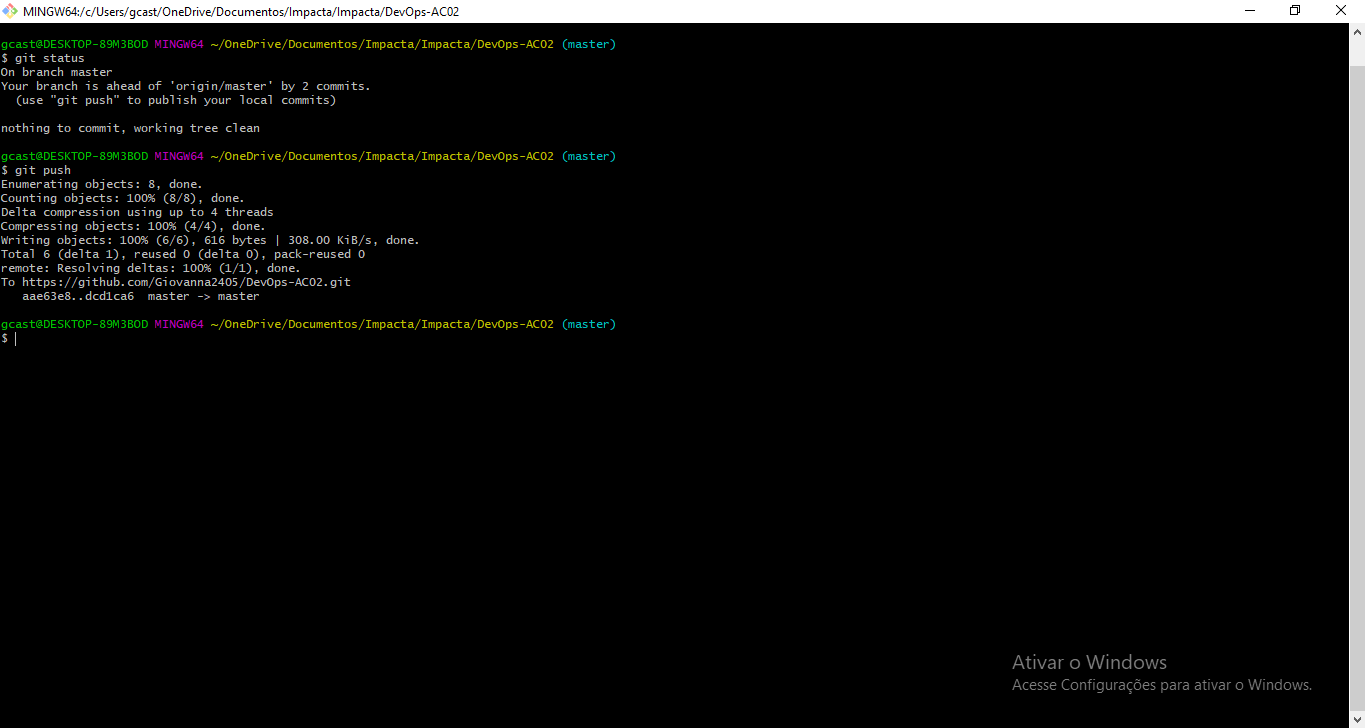 MINGW64:/c/Users/gcast/OneDrive/Documentos/Impacta/Impacta/DevOps-AC02
gcast@DESKTOP-89M3BOD MINGW64 ~/OneDrive/Documentos/Impacta/Impacta/DevOps-AC02 (master)
$ git status
On branch master
Your branch is ahead of 'origin/master' by 2 commits.
  (use "git push" to publish your local commits)
nothing to commit, working tree clean
gcast@DESKTOP-89M3BOD MINGW64 ~/OneDrive/Documentos/Impacta/Impacta/DevOps-AC02 (master)
$ git push
Enumerating objects: 8, done.
Counting objects: 100% (8/8), done.
Delta compression using up to 4 threads
Compressing objects: 100% (4/4), done.
Writing objects: 100% (6/6), 616 bytes | 308.00 KiB/s, done.
Total 6 (delta 1), reused 0 (delta 0), pack-reused 0
remote: Resolving deltas: 100% (1/1), done.
To https://github.com/Giovanna2405/DevOps-AC02.git
   aae63e8..dcd1ca6  master -> master
gcast@DESKTOP-89M3BOD MINGW64 ~/OneDrive/Documentos/Impacta/Impacta/DevOps-AC02 (master)
$
Ativar o Windows
Acesse Configurações para ativar o Windows.